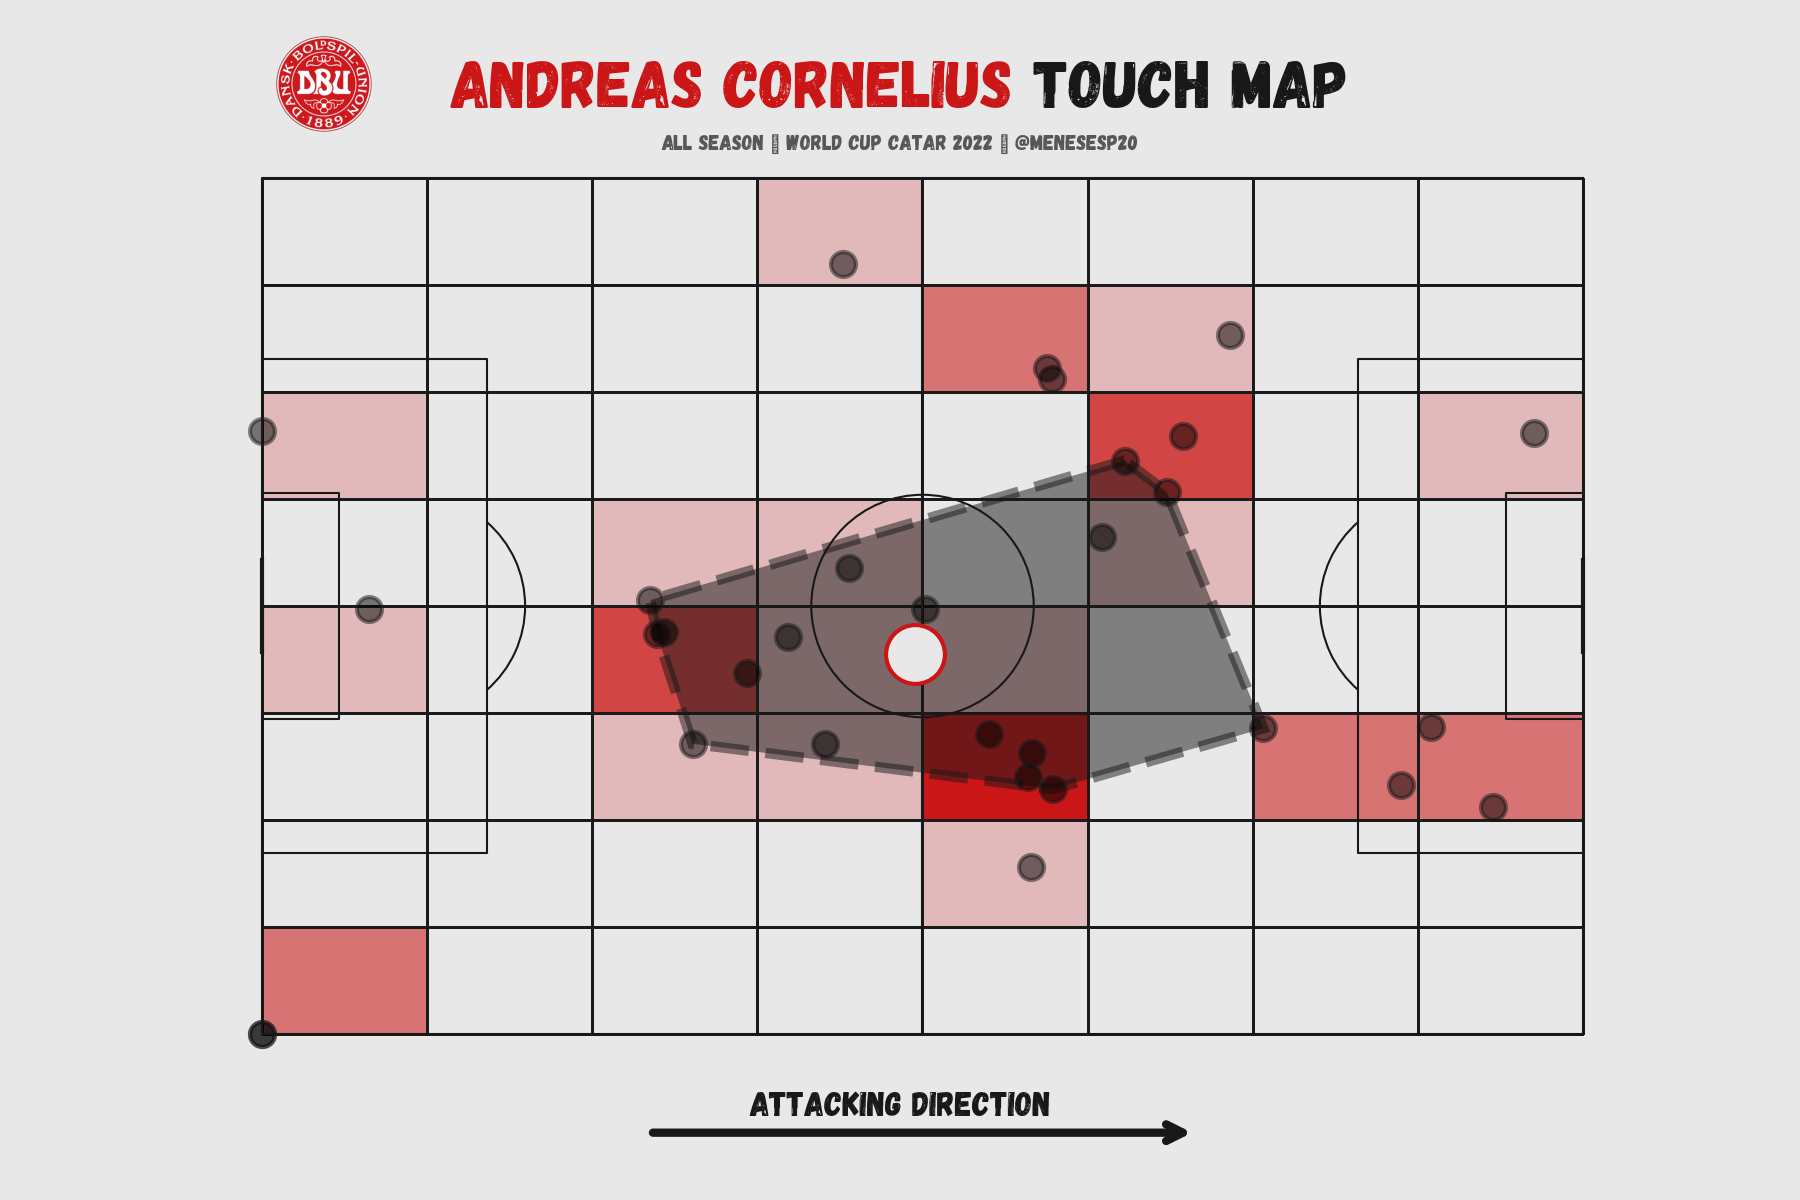 ANDREAS CORNELIUS TOUCH MAP
DANSK·BOLDSPIL-UNION
DBU
·1889·
ALL SEASON ▯ WORLD CUP CATAR 2022 ▯ @MENESESP20
ATTACKING DIRECTION